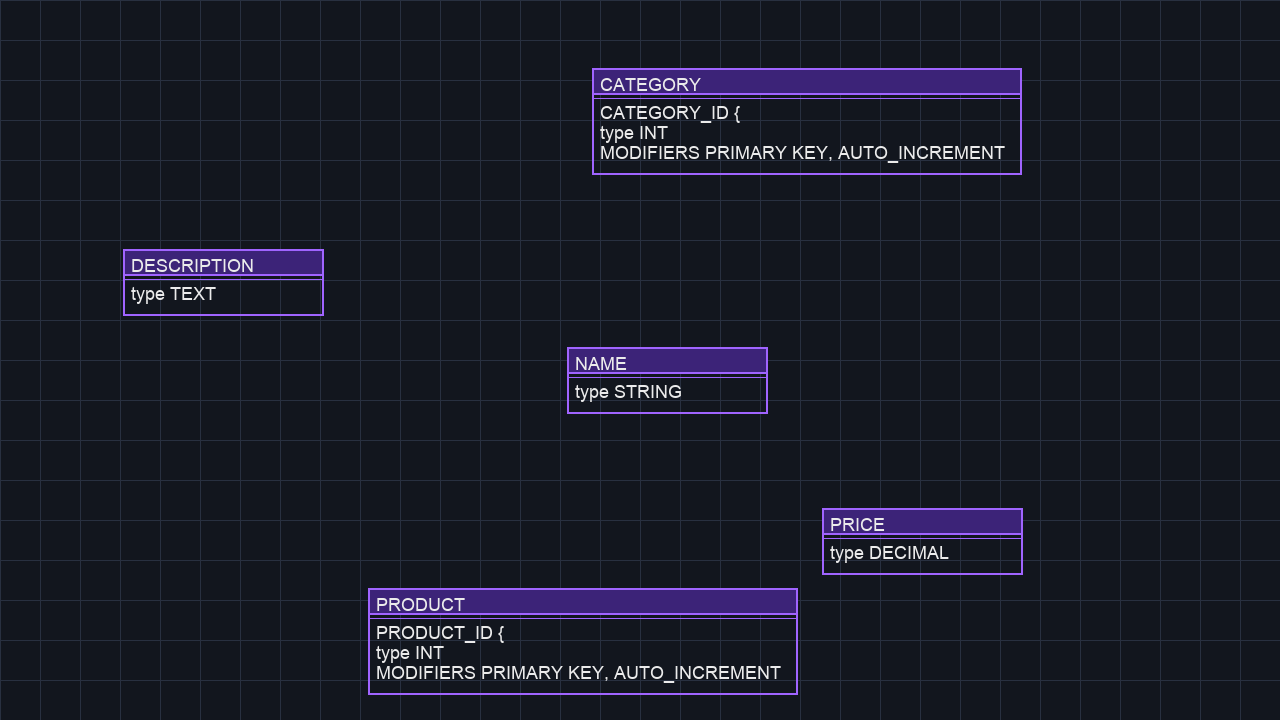 CATEGORY
CATEGORY_ID {
type INT
MODIFIERS PRIMARY KEY, AUTO_INCREMENT
DESCRIPTION
type TEXT
NAME
type STRING
PRICE
type DECIMAL
PRODUCT
PRODUCT_ID {
type INT
MODIFIERS PRIMARY KEY, AUTO_INCREMENT